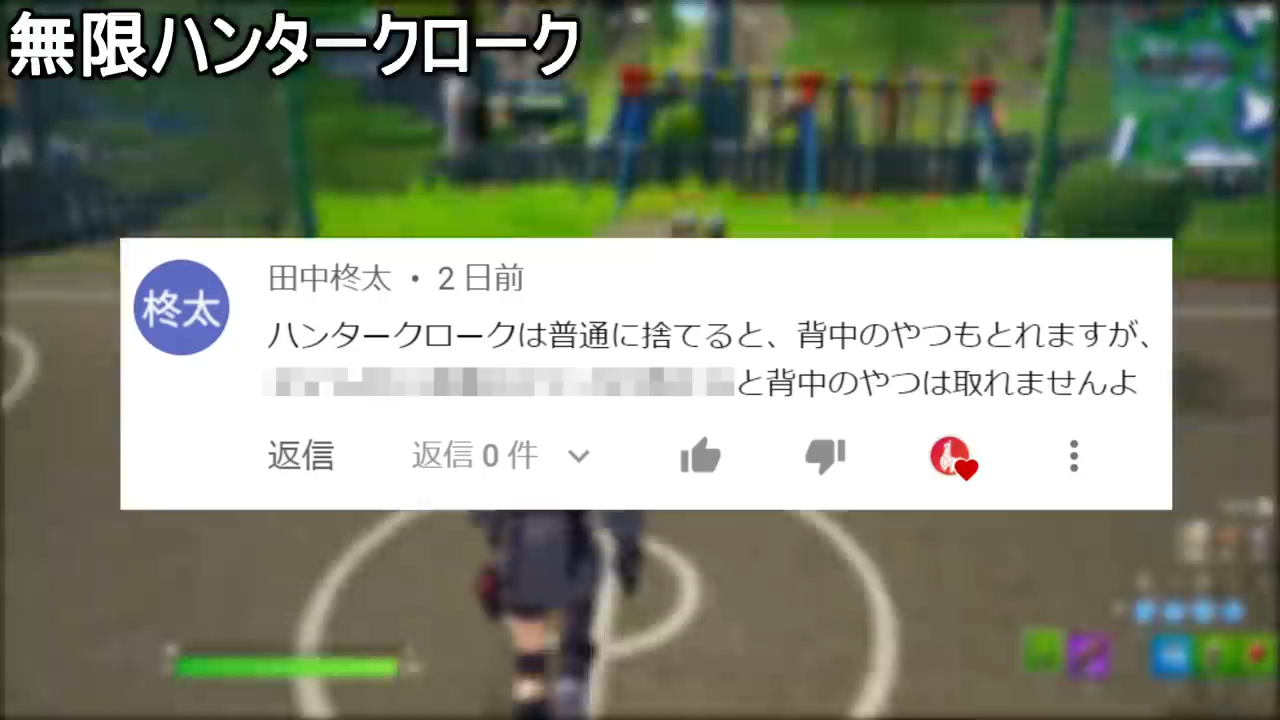 無限ハンタークローク
田中柊太 ・ 2 日前
柊太
ハンタークロークは普通に捨てると、背中のやつもとれますが、
と背中のやつは取れませんよ
返信 返信 0 件